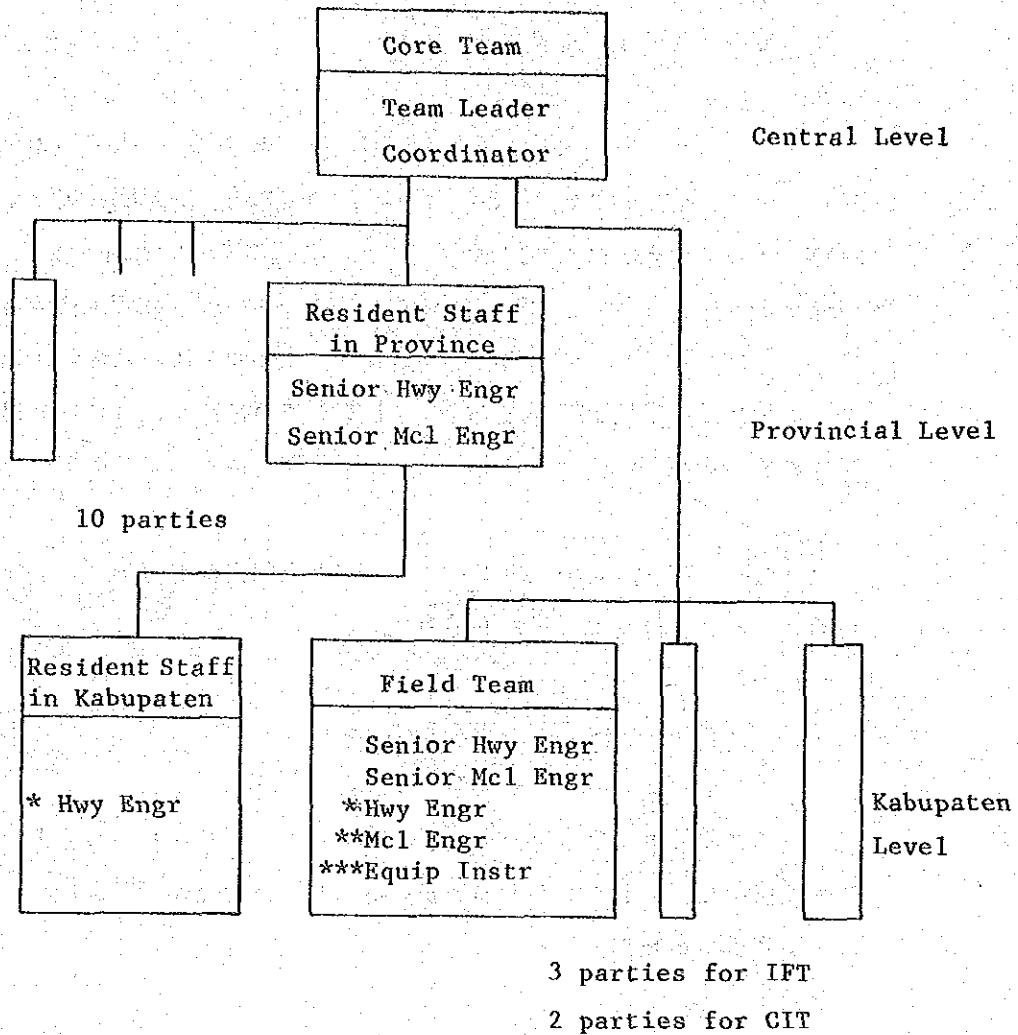 Core Team
Team Leader
Coordinator
Central Level
Resident Staff
in Province
Senior Hwy Engr
Senior Mcl Engr
Provincial Level
10 parties
Resident Staff
in Kabupaten
* Hwy Engr
Field Team
Senior Hwy Engr
Senior Mcl Engr
*Hwy Engr
**Mcl Engr
***Equip Instr
Kabupaten
Level
3 parties for IFT
2 parties for CIT